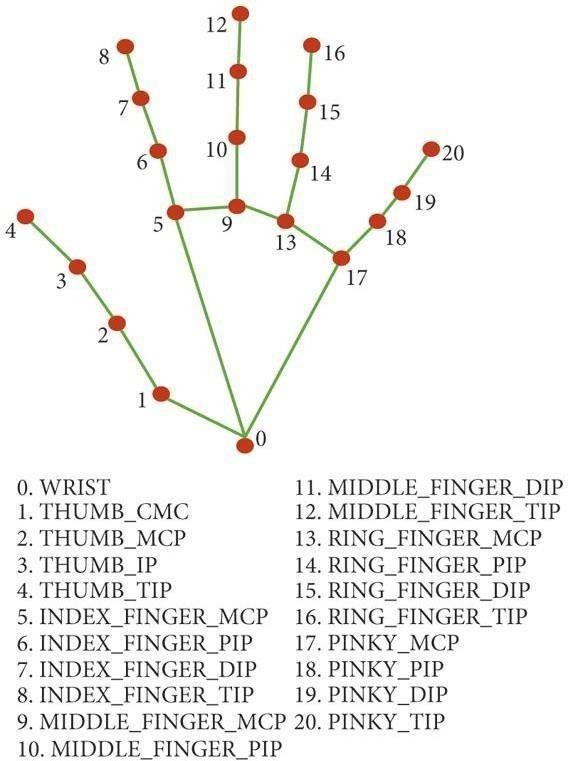 12
8
16
11
7
15
10
20
6
14
19
5
9
4
13
18
17
3
2
1
0
0. WRIST
1. THUMB_CMC
2. THUMB_MCP
3. THUMB_IP
4. THUMB_TIP
5. INDEX_FINGER_MCP
6. INDEX_FINGER_PIP
7. INDEX_FINGER_DIP
8. INDEX_FINGER_TIP
9. MIDDLE_FINGER_MCP
10. MIDDLE_FINGER_PIP
11. MIDDLE_FINGER_DIP
12. MIDDLE_FINGER_TIP
13. RING_FINGER_MCP
14. RING_FINGER_PIP
15. RING_FINGER_DIP
16. RING_FINGER_TIP
17. PINKY_MCP
18. PINKY_PIP
19. PINKY_DIP
20. PINKY_TIP